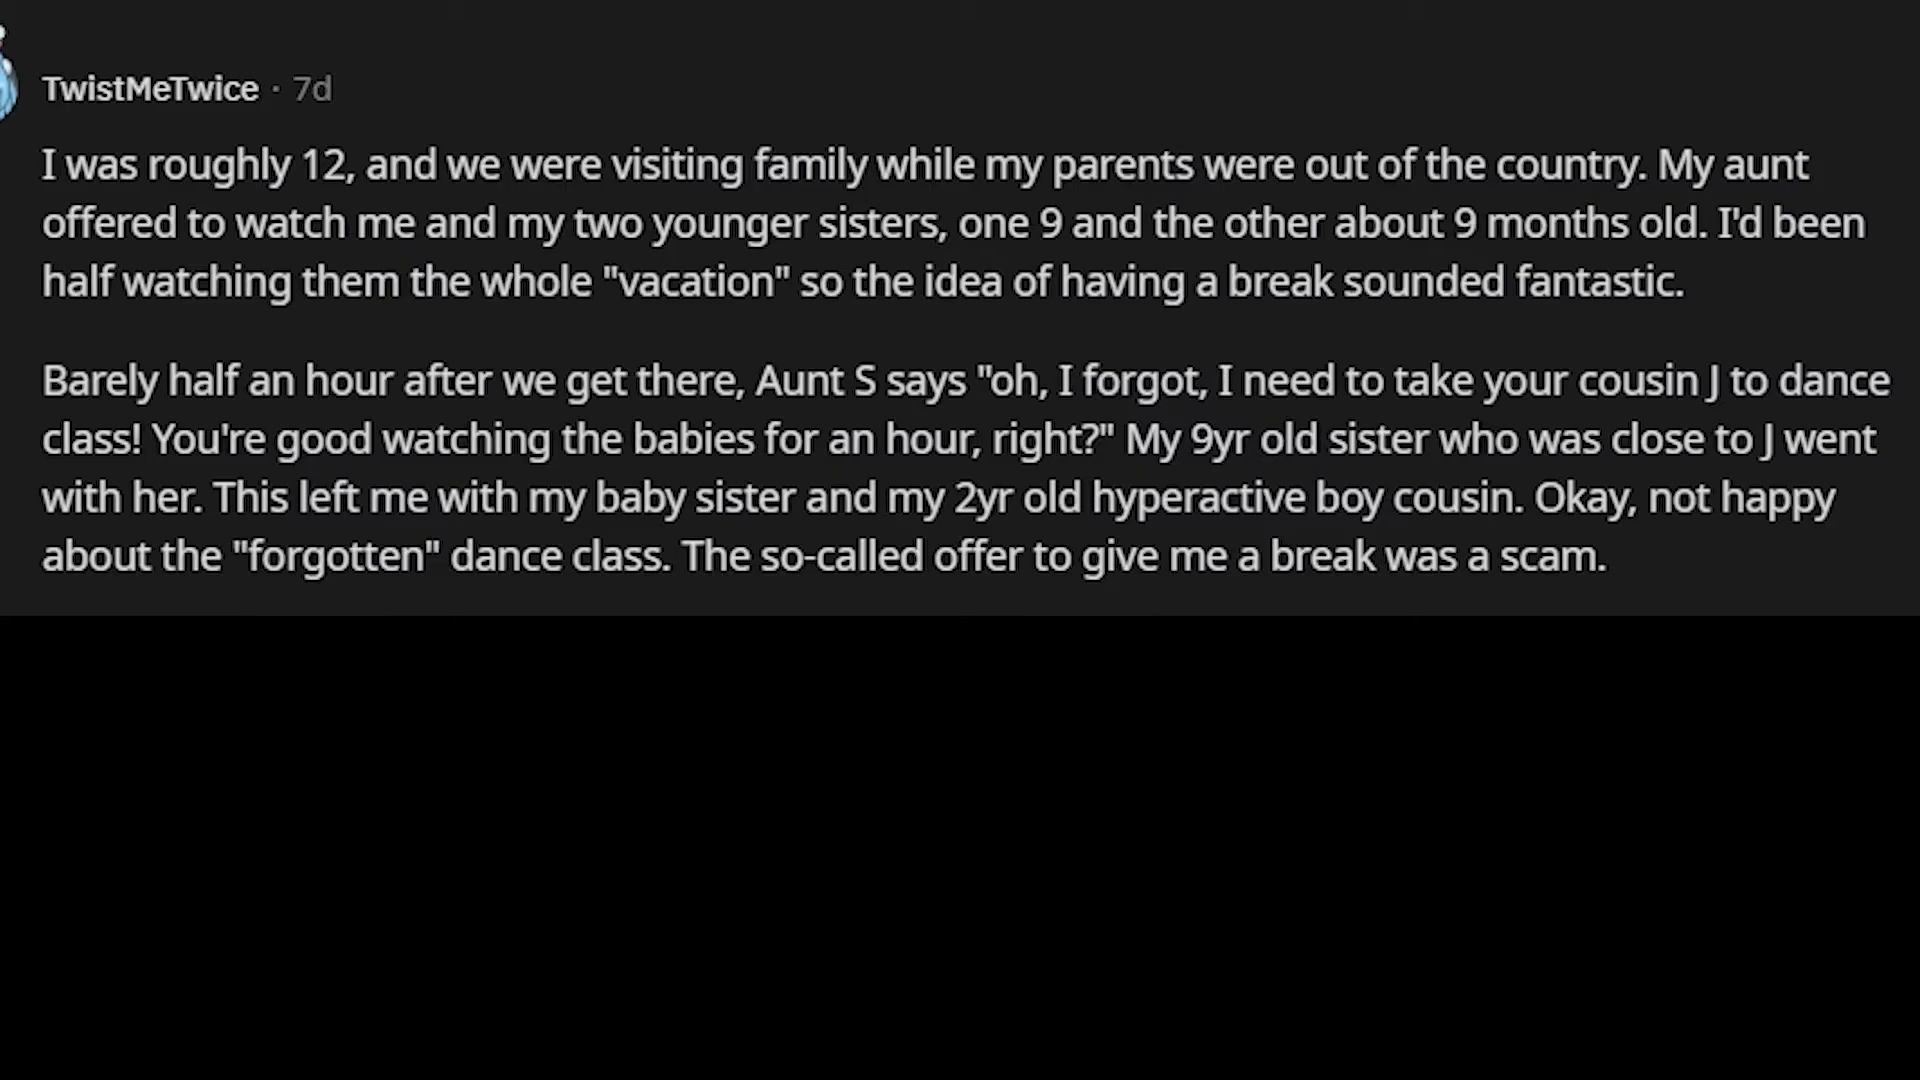 TwistMeTwice · 7d
I was roughly 12, and we were visiting family while my parents were out of the country. My aunt
offered to watch me and my two younger sisters, one 9 and the other about 9 months old. I'd been
half watching them the whole "vacation" so the idea of having a break sounded fantastic.
Barely half an hour after we get there, Aunt S says "oh, I forgot, I need to take your cousin J to dance
class! You're good watching the babies for an hour, right?" My 9yr old sister who was close to J went
with her. This left me with my baby sister and my 2yr old hyperactive boy cousin. Okay, not happy
about the "forgotten" dance class. The so-called offer to give me a break was a scam.